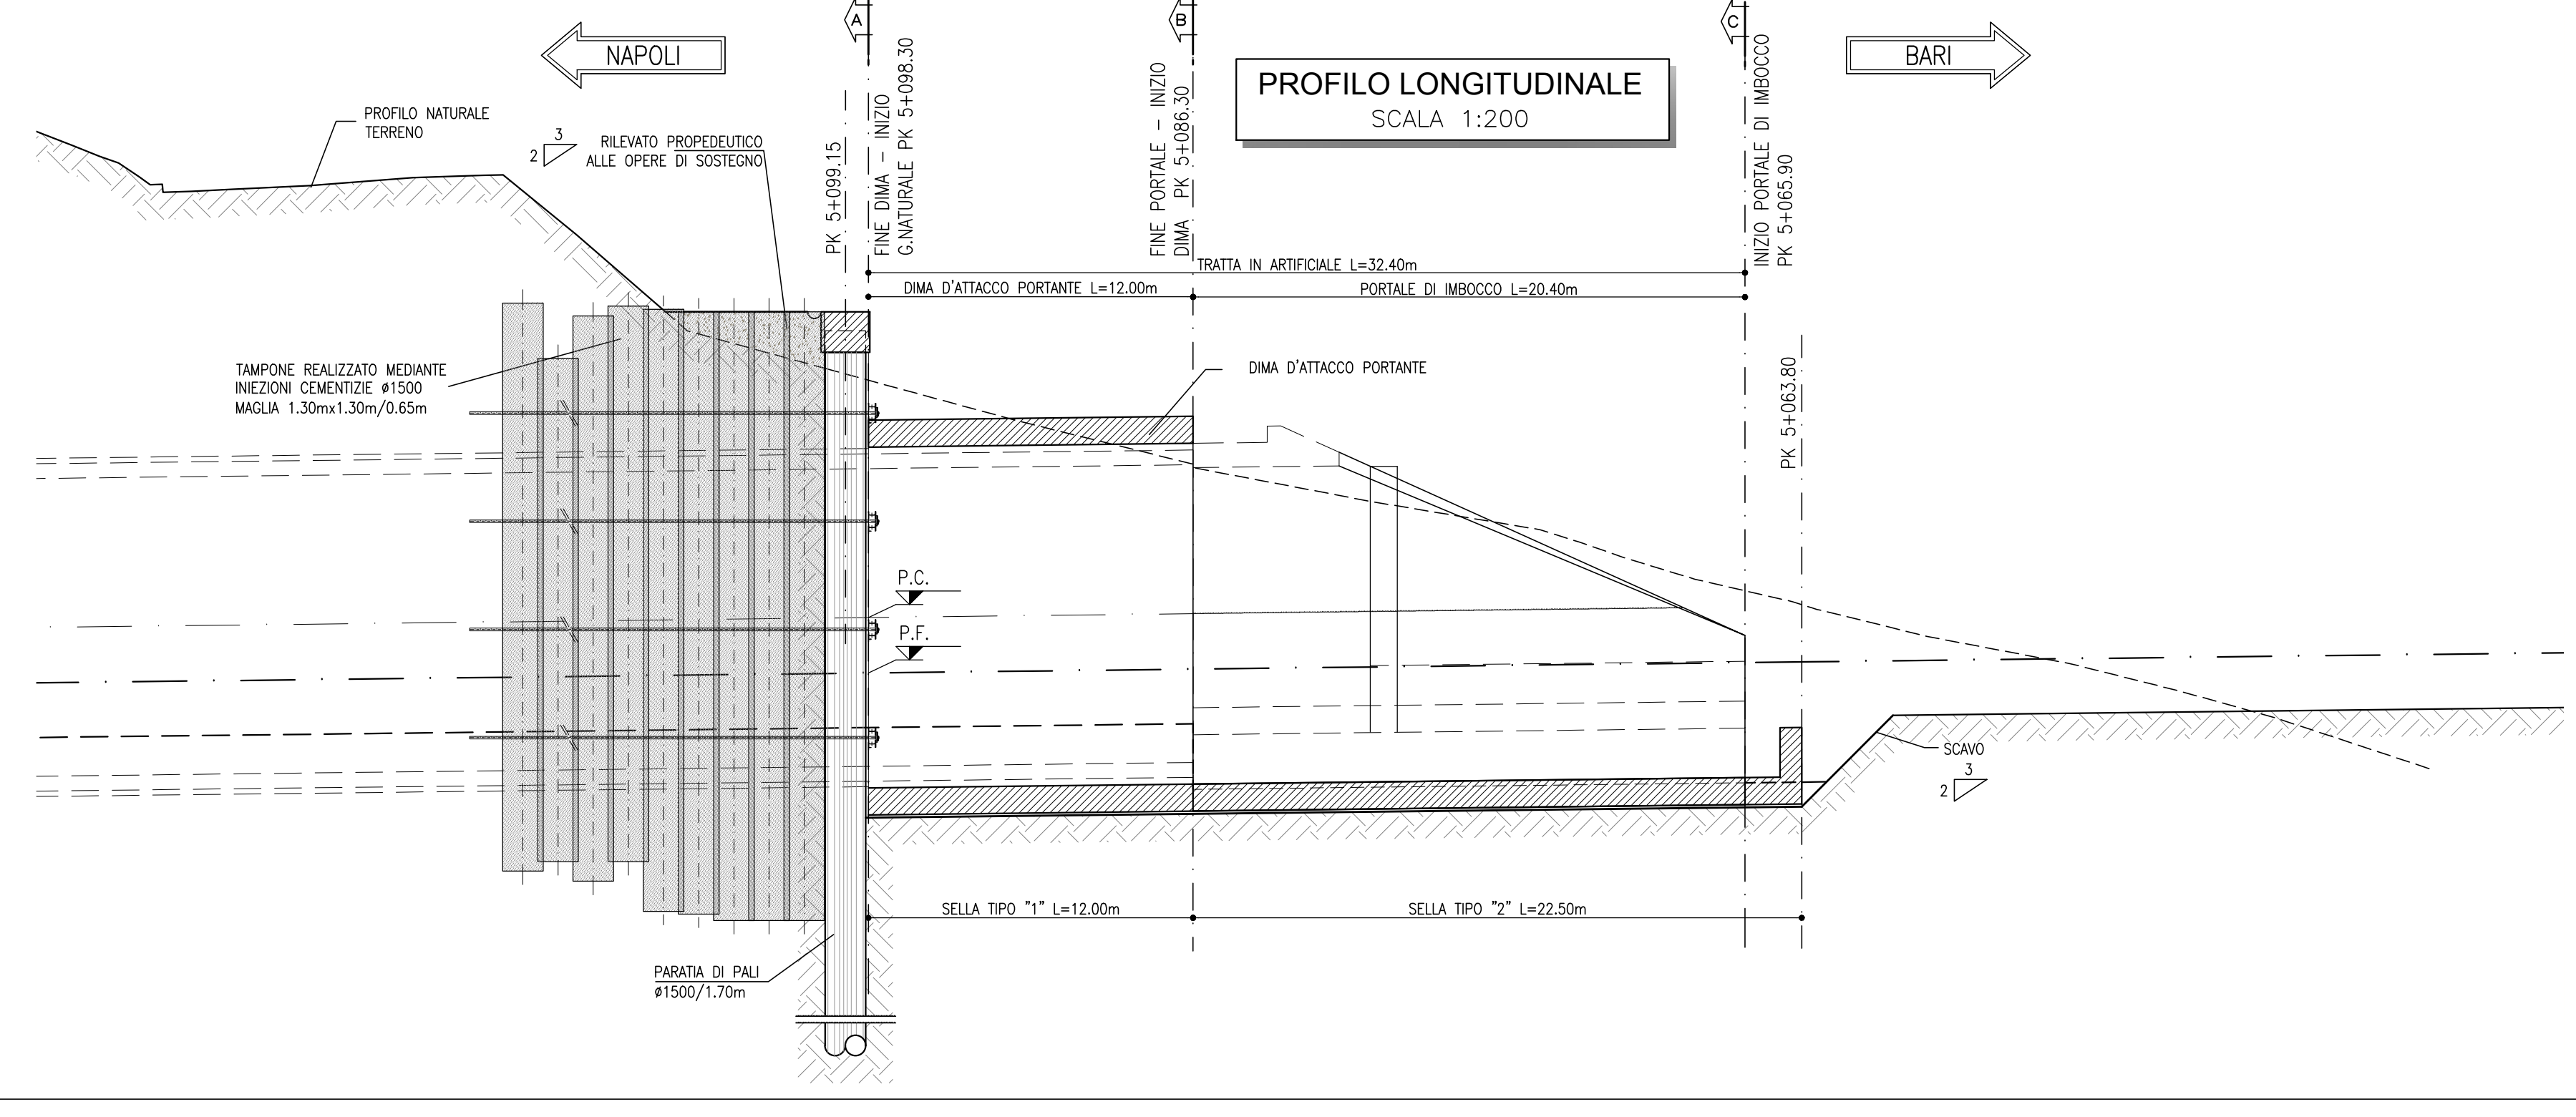 A
B
C
NAPOLI
BARI
PROFILO LONGITUDINALE
SCALA 1:200
PROFILO NATURALE
TERRENO
3
2
RILEVATO PROPEDEUTICO
ALLE OPERE DI SOSTEGNO
PK 5+099.15
FINE DIMA - INIZIO
G.NATURALE PK 5+098.30
FINE PORTALE - INIZIO
DIMA PK 5+086.30
INIZIO PORTALE DI IMBOCCO
PK 5+065.90
TRATTA IN ARTIFICIALE L=32.40m
DIMA D'ATTACCO PORTANTE L=12.00m
PORTALE DI IMBOCCO L=20.40m
TAMPONE REALIZZATO MEDIANTE
INIEZIONI CEMENTIZIE ø1500
MAGLIA 1.30mx1.30m/0.65m
DIMA D'ATTACCO PORTANTE
PK 5+063.80
P.C.
P.F.
SCAVO
3
2
SELLA TIPO "1" L=12.00m
SELLA TIPO "2" L=22.50m
PARATIA DI PALI
ø1500/1.70m